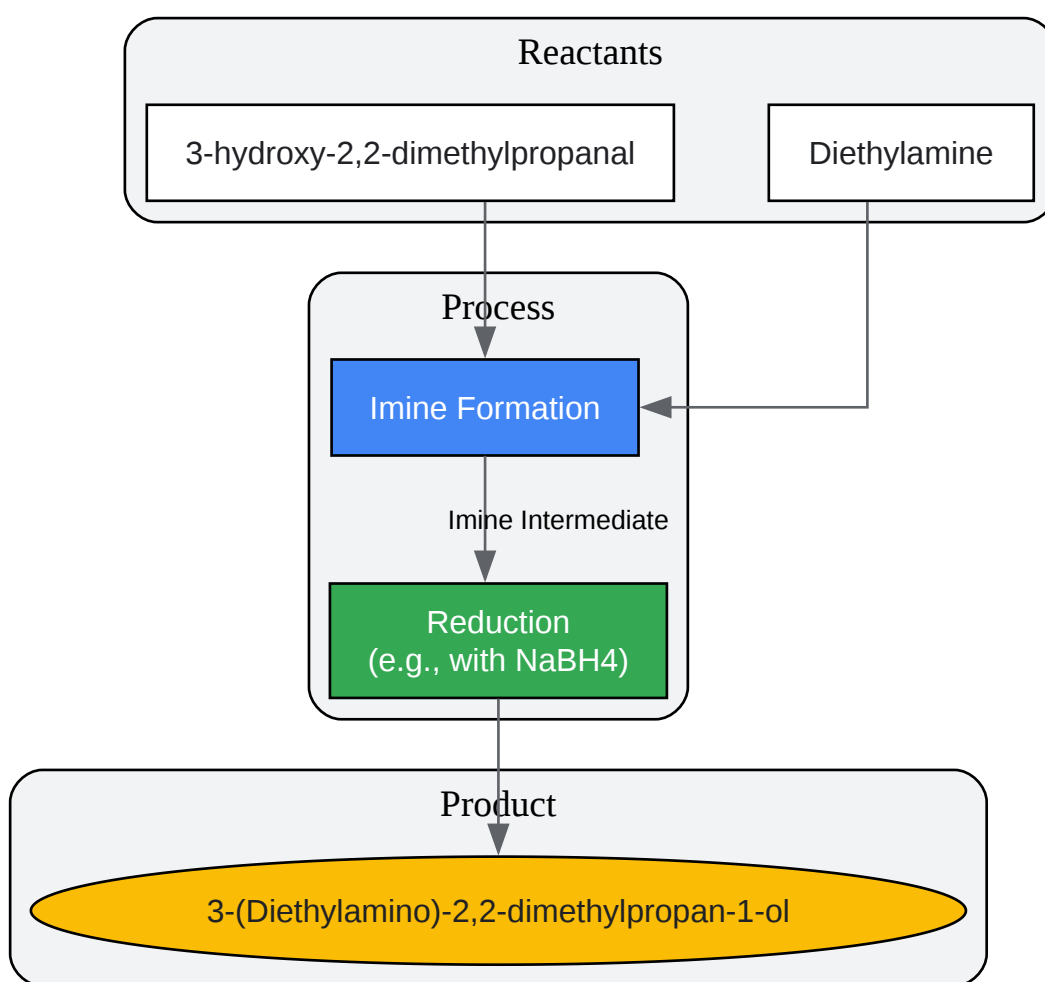 Reactants
3-hydroxy-2,2-dimethylpropanal
Diethylamine
Process
Imine Formation
Imine Intermediate
Reduction
(e.g., with NaBH4)
Product
3-(Diethylamino)-2,2-dimethylpropan-1-ol